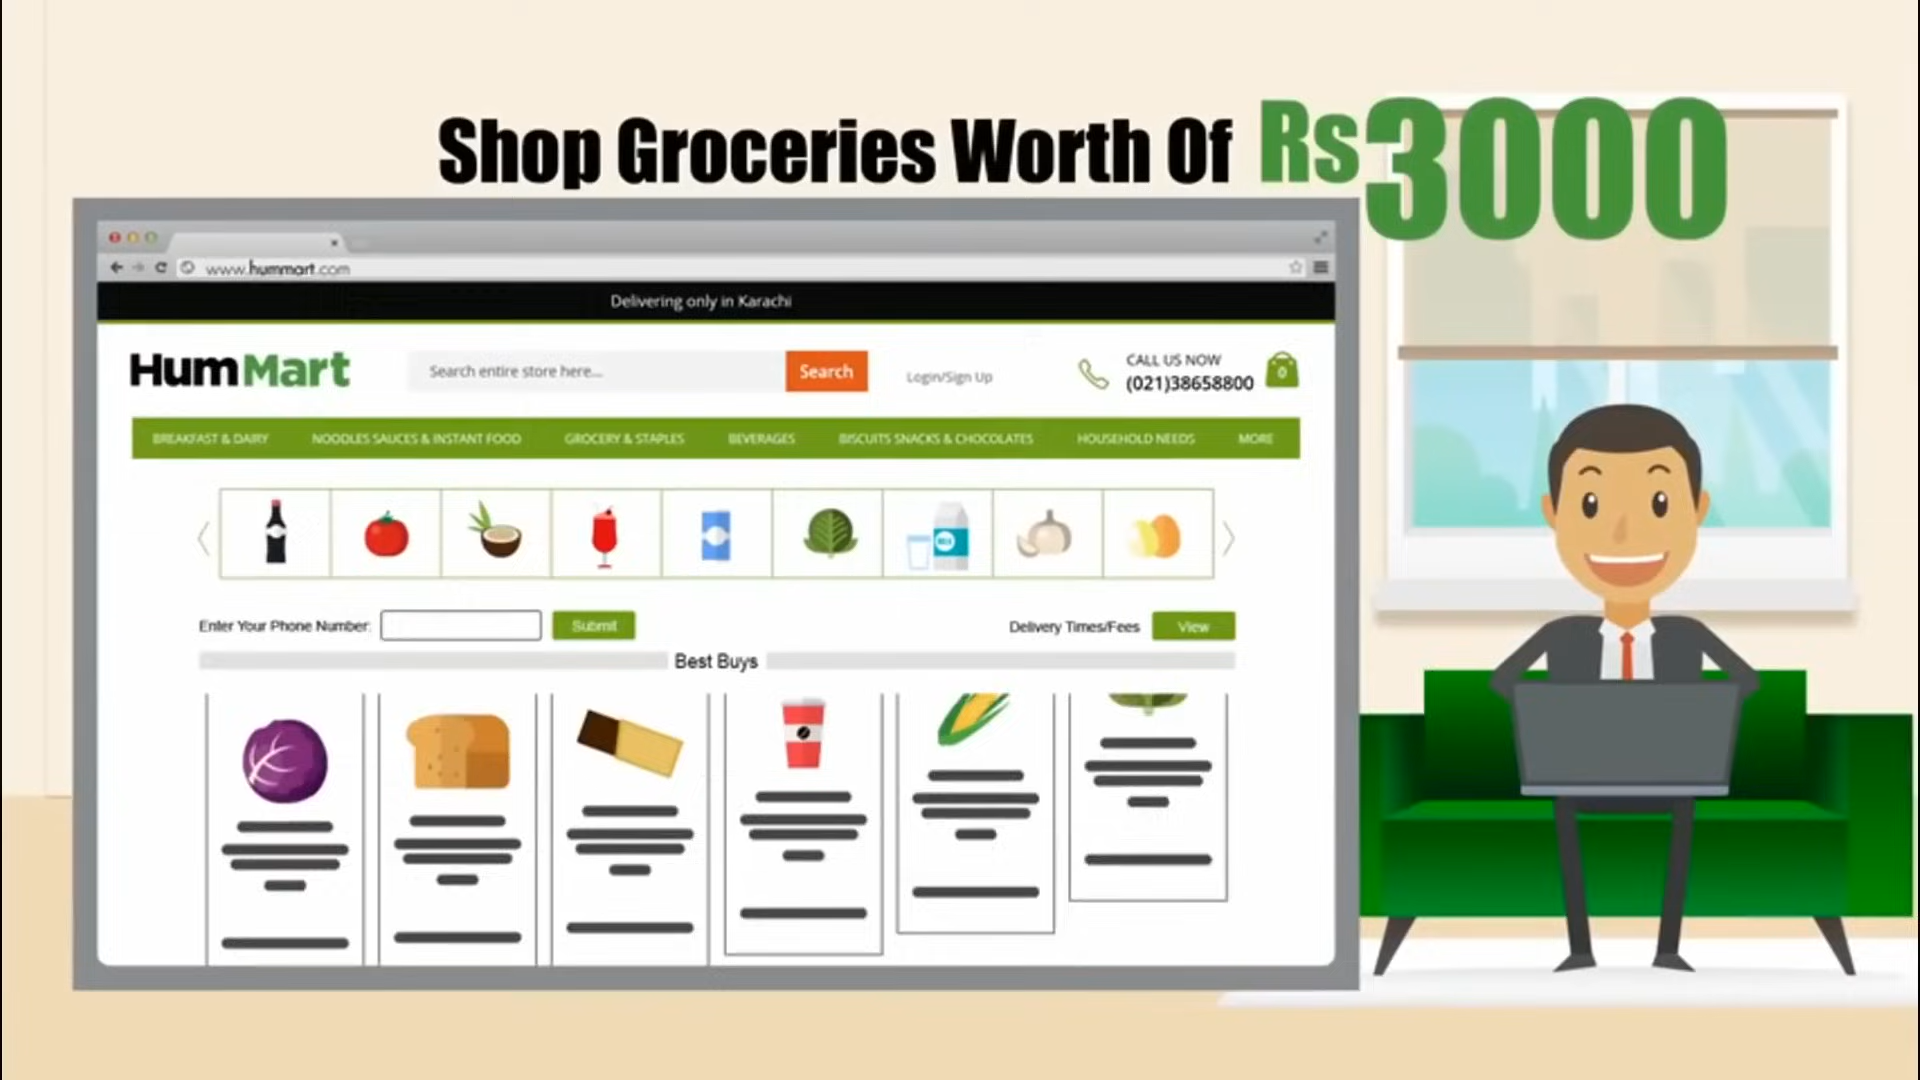 Shop Groceries Worth Of Rs3000
www.hummart.com
Delivering only in Karachi
HumMart
Search entire store here...
Search
Login/Sign Up
CALL US NOW
(021)38658800
0
BREAKFAST & DAIRY NOODLES SAUCES & INSTANT FOOD GROCERY & STAPLES BEVERAGES BISCUITS SNACKS & CHOCOLATES HOUSEHOLD NEEDS MORE
Enter Your Phone Number: Submit Delivery Times/Fees View
Best Buys